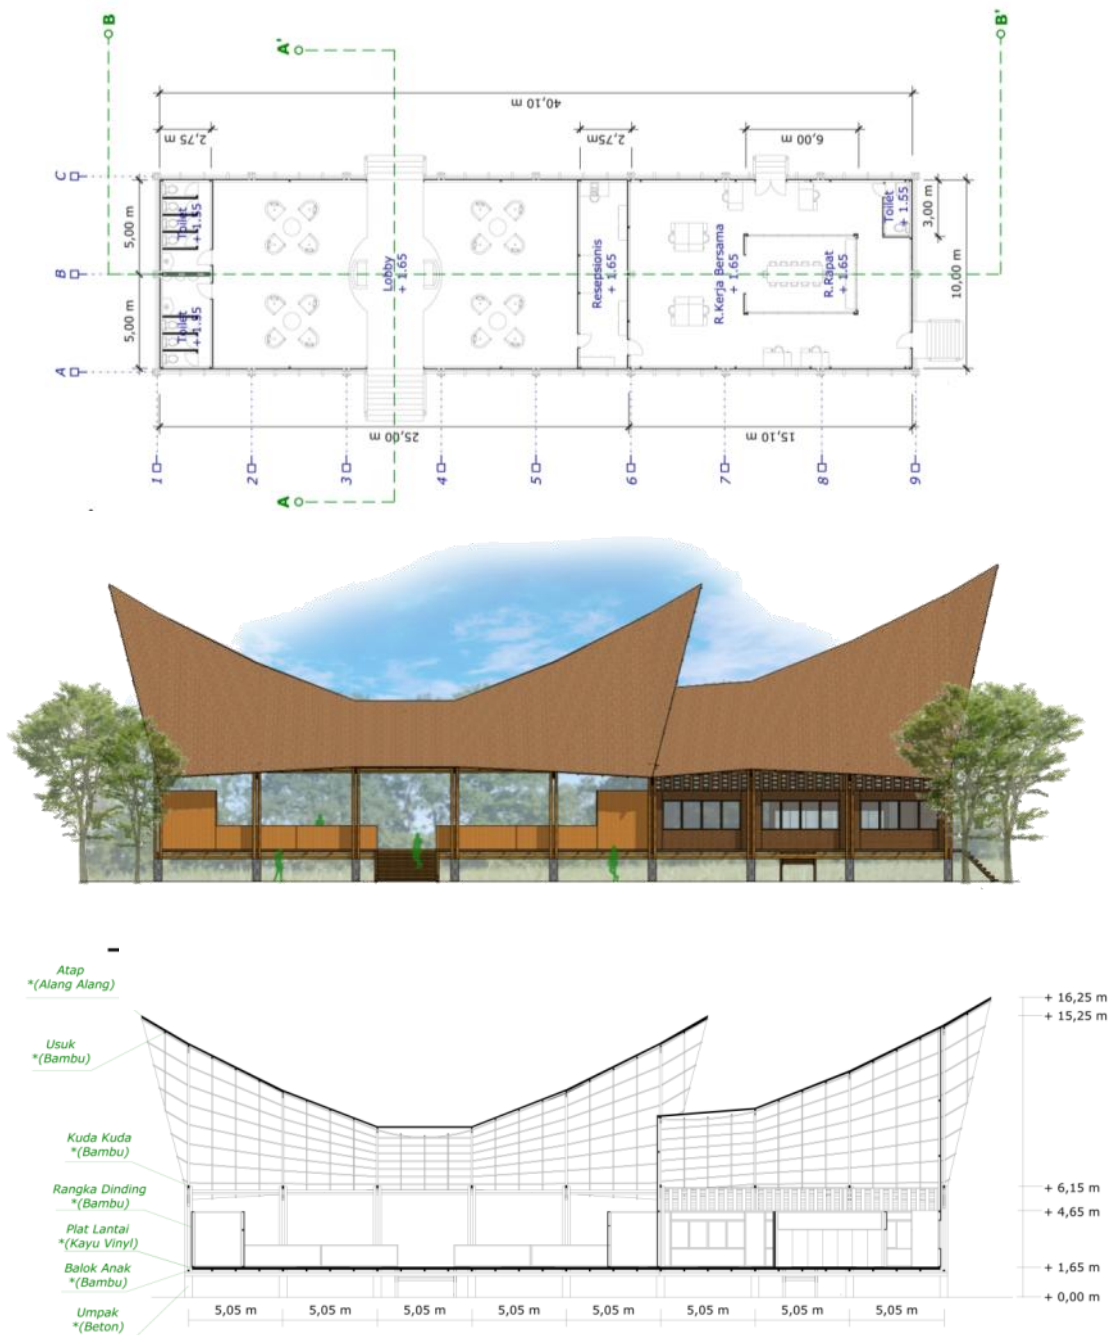 B
B'
A'
40,10 m
2,75 m
2,75m
6,00 m
C
B
A
5,00 m
5,00 m
Toilet
+ 1.55
Toilet
+ 1.55
Lobby
+ 1.65
Resepsionis
+ 1.65
R.Kerja Bersama
+ 1.65
R.Rapat
+ 1.65
Toilet
+ 1.55
3,00 m
10,00 m
25,00 m
15,10 m
1
2
3
4
5
6
7
8
9
A
Atap
*(Alang Alang)
Usuk
*(Bambu)
Kuda Kuda
*(Bambu)
Rangka Dinding
*(Bambu)
Plat Lantai
*(Kayu Vinyl)
Balok Anak
*(Bambu)
Umpak
*(Beton)
+ 16,25 m
+ 15,25 m
+ 6,15 m
+ 4,65 m
+ 1,65 m
+ 0,00 m
5,05 m
5,05 m
5,05 m
5,05 m
5,05 m
5,05 m
5,05 m
5,05 m